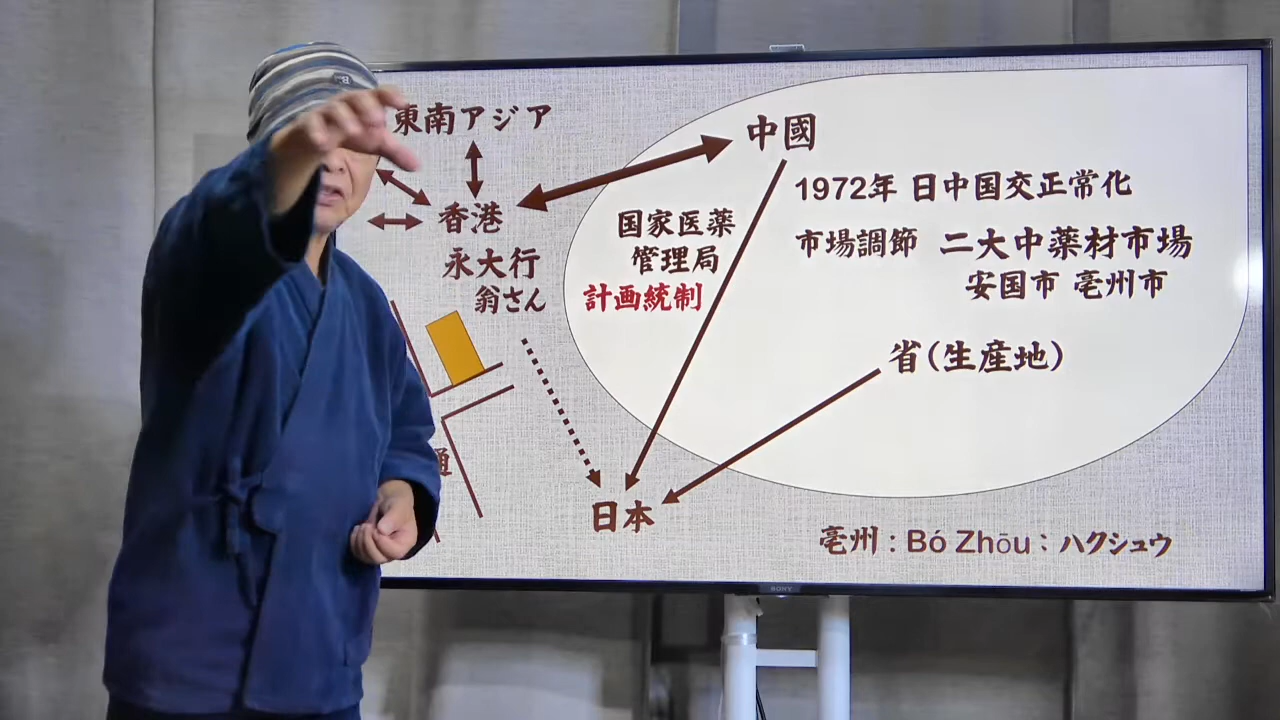 東南アジア
中國
1972年 日中国交正常化
香港
国家医薬
管理局
計画統制
市場調節 二大中薬材市場
安国市 亳州市
永大行
翁さん
省(生産地)
通
日本
亳州 : Bó Zhōu : ハクシュウ
SONY